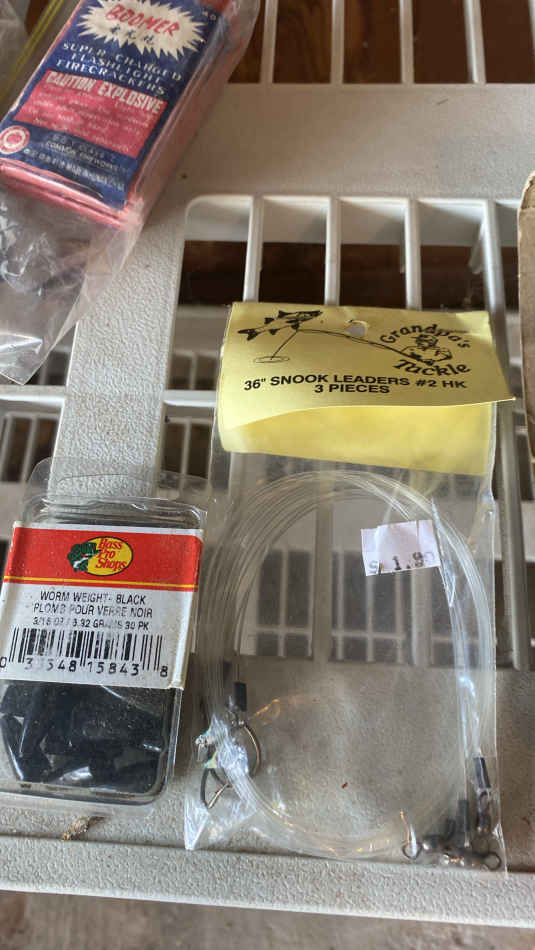 BOOMER
SUPER CHARGED
FLASHLIGHT
FIRECRACKERS
CAUTION EXPLOSIVE
Grandpa's
Tackle
36" SNOOK LEADERS #2 HK
3 PIECES
$ 1.90
Bass
Pro
Shops
WORM WEIGHT- BLACK
PLOMB POUR VERRE NOIR
3/16 OZ / 5.32 GRAMS 30 PK
0 33548 15843 8